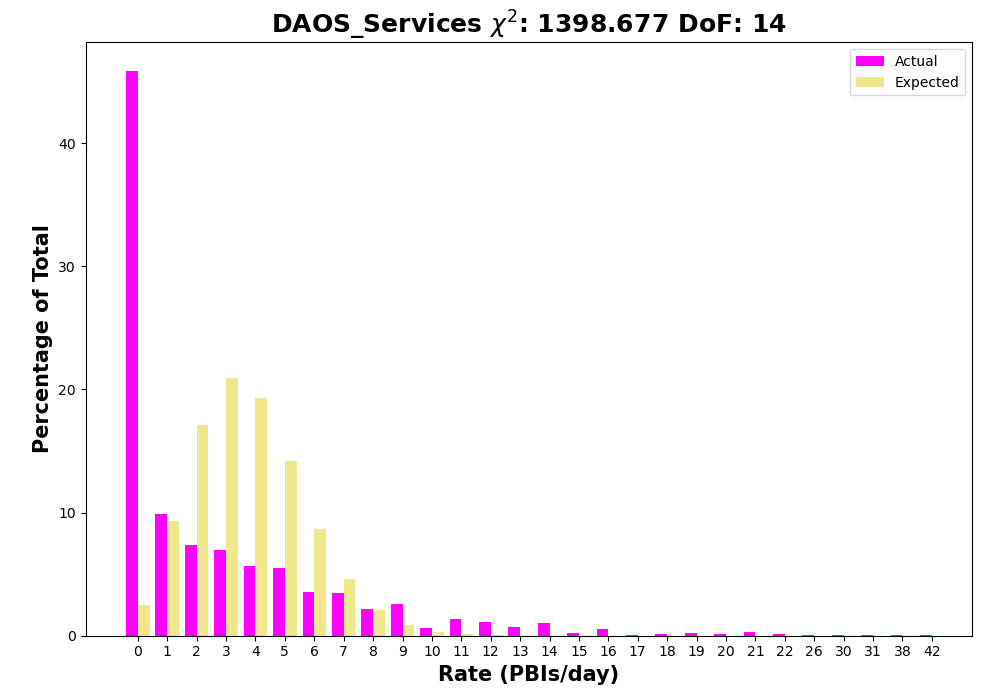 DAOS_Services χ²: 1398.677 DoF: 14
Actual
Expected
Percentage of Total
40
30
20
10
0
0 1 2 3 4 5 6 7 8 9 10 11 12 13 14 15 16 17 18 19 20 21 22 26 30 31 38 42
Rate (PBIs/day)